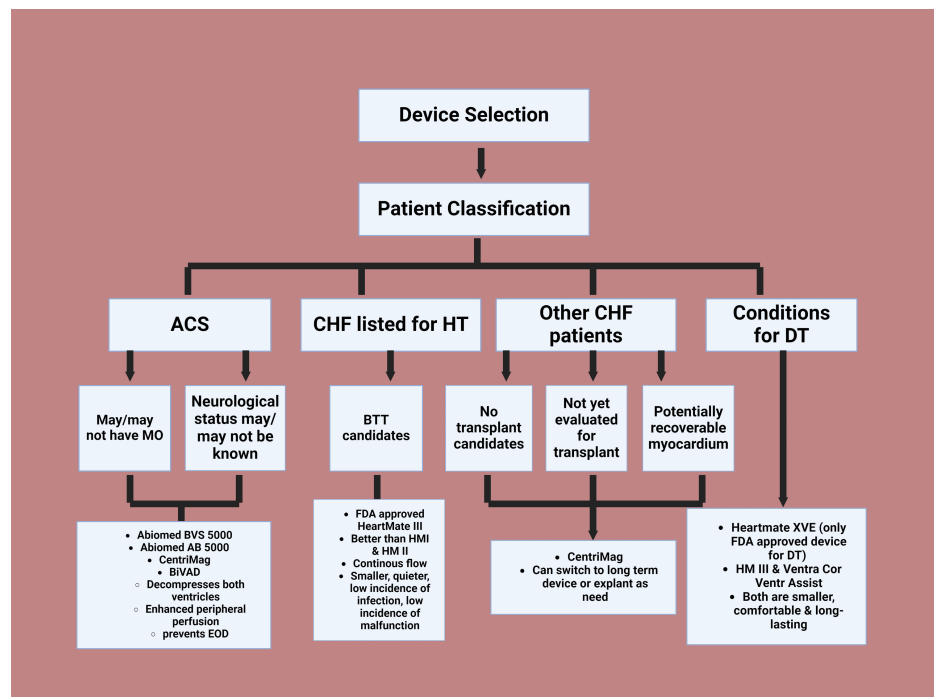 Device Selection
Patient Classification
ACS
CHF listed for HT
Other CHF
patients
Conditions
for DT
May/may
not have MO
Neurological
status may/
may not be
known
BTT
candidates
No
transplant
candidates
Not yet
evaluated
for
transplant
Potentially
recoverable
myocardium
• Abiomed BVS 5000
• Abiomed AB 5000
• CentriMag
• BiVAD
○ Decompresses both
ventricles
○ Enhanced peripheral
perfusion
○ prevents EOD
• FDA approved
HeartMate III
• Better than HMI
& HM II
• Continous flow
• Smaller, quieter,
low incidence of
infection, low
incidence of
malfunction
• CentriMag
• Can switch to long term
device or explant as
need
• Heartmate XVE (only
FDA approved device
for DT)
• HM III & Ventra Cor
Ventr Assist
• Both are smaller,
comfortable & long-
lasting